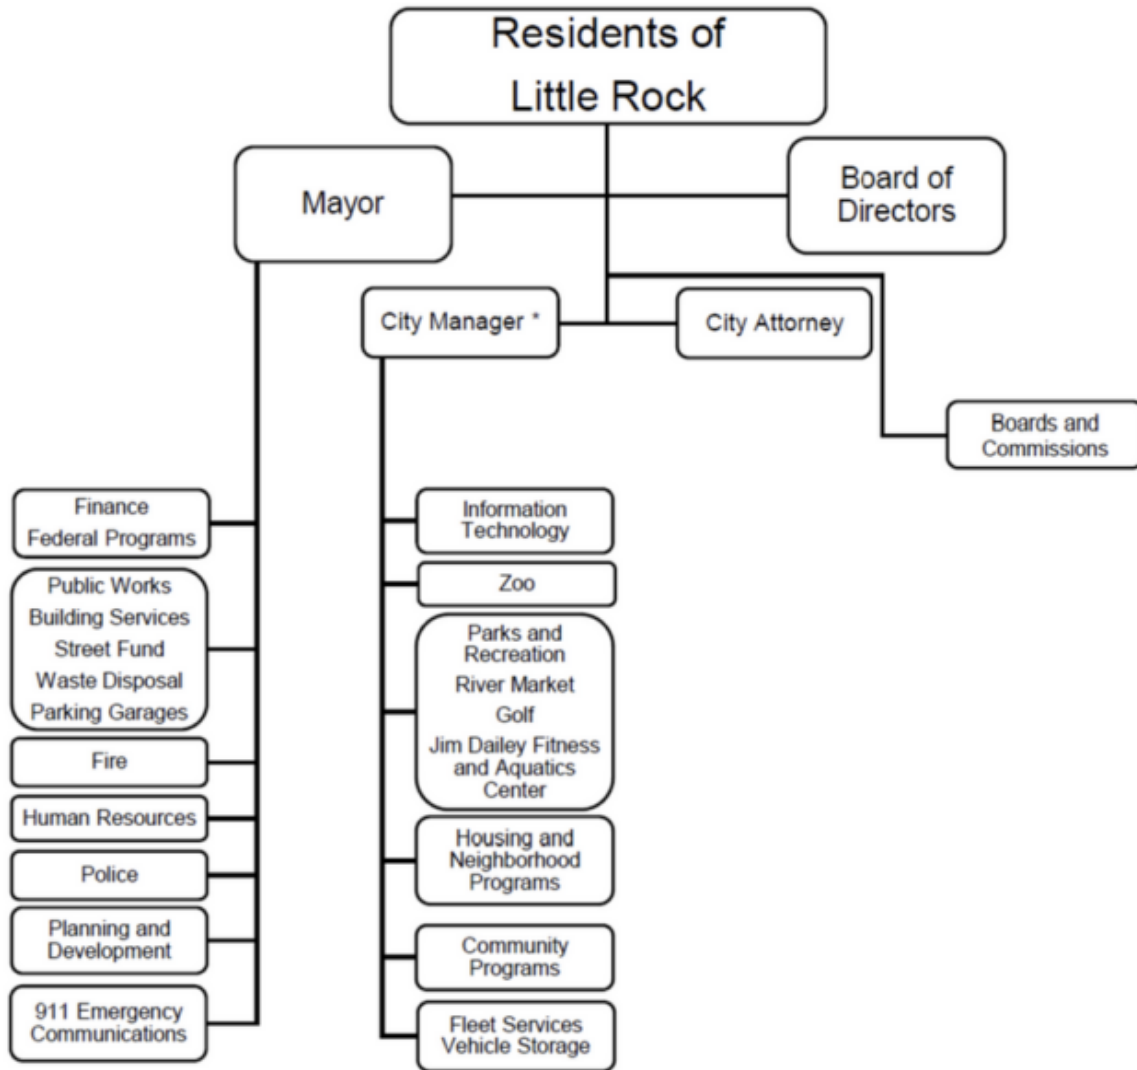 Residents of
Little Rock
Mayor
Board of
Directors
City Manager *
City Attorney
Boards and
Commissions
Finance
Federal Programs
Public Works
Building Services
Street Fund
Waste Disposal
Parking Garages
Fire
Human Resources
Police
Planning and
Development
911 Emergency
Communications
Information
Technology
Zoo
Parks and
Recreation
River Market
Golf
Jim Dailey Fitness
and Aquatics
Center
Housing and
Neighborhood
Programs
Community
Programs
Fleet Services
Vehicle Storage